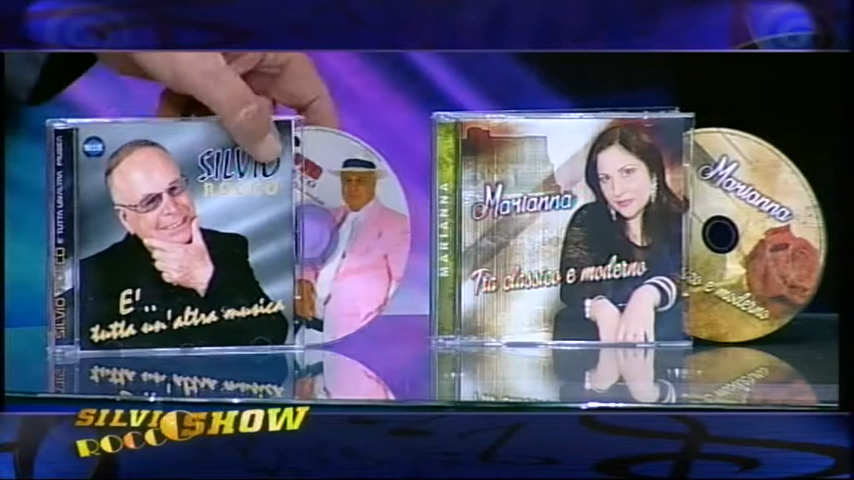 SILVIO ROCCO E' TUTTA UN'ALTRA MUSICA
SILVIO
ROCCO
E'..
tutta un'altra musica
MARIANNA
Marianna
Tra classico e moderno
Marianna
co e moderno
SILVIO
ROCCO SHOW